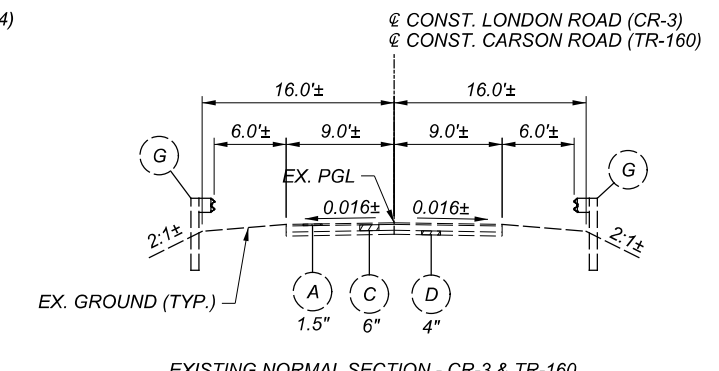 4)
℄ CONST. LONDON ROAD (CR-3)
℄ CONST. CARSON ROAD (TR-160)
16.0'± 16.0'±
6.0'± 9.0'± 9.0'± 6.0'±
G G
EX. PGL
0.016± 0.016±
2:1± 2:1±
EX. GROUND (TYP.)
A C D
1.5" 6" 4"
EXISTING NORMAL SECTION - CR-3 & TR-160